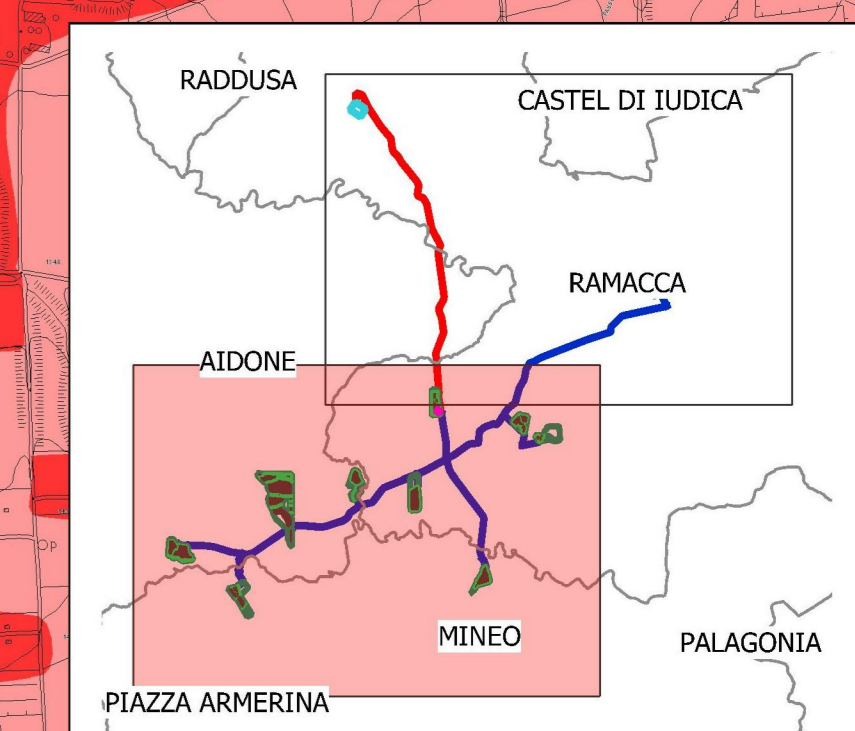 RADDUSA
CASTEL DI IUDICA
RAMACCA
AIDONE
MINEO
PALAGONIA
PIAZZA ARMERINA